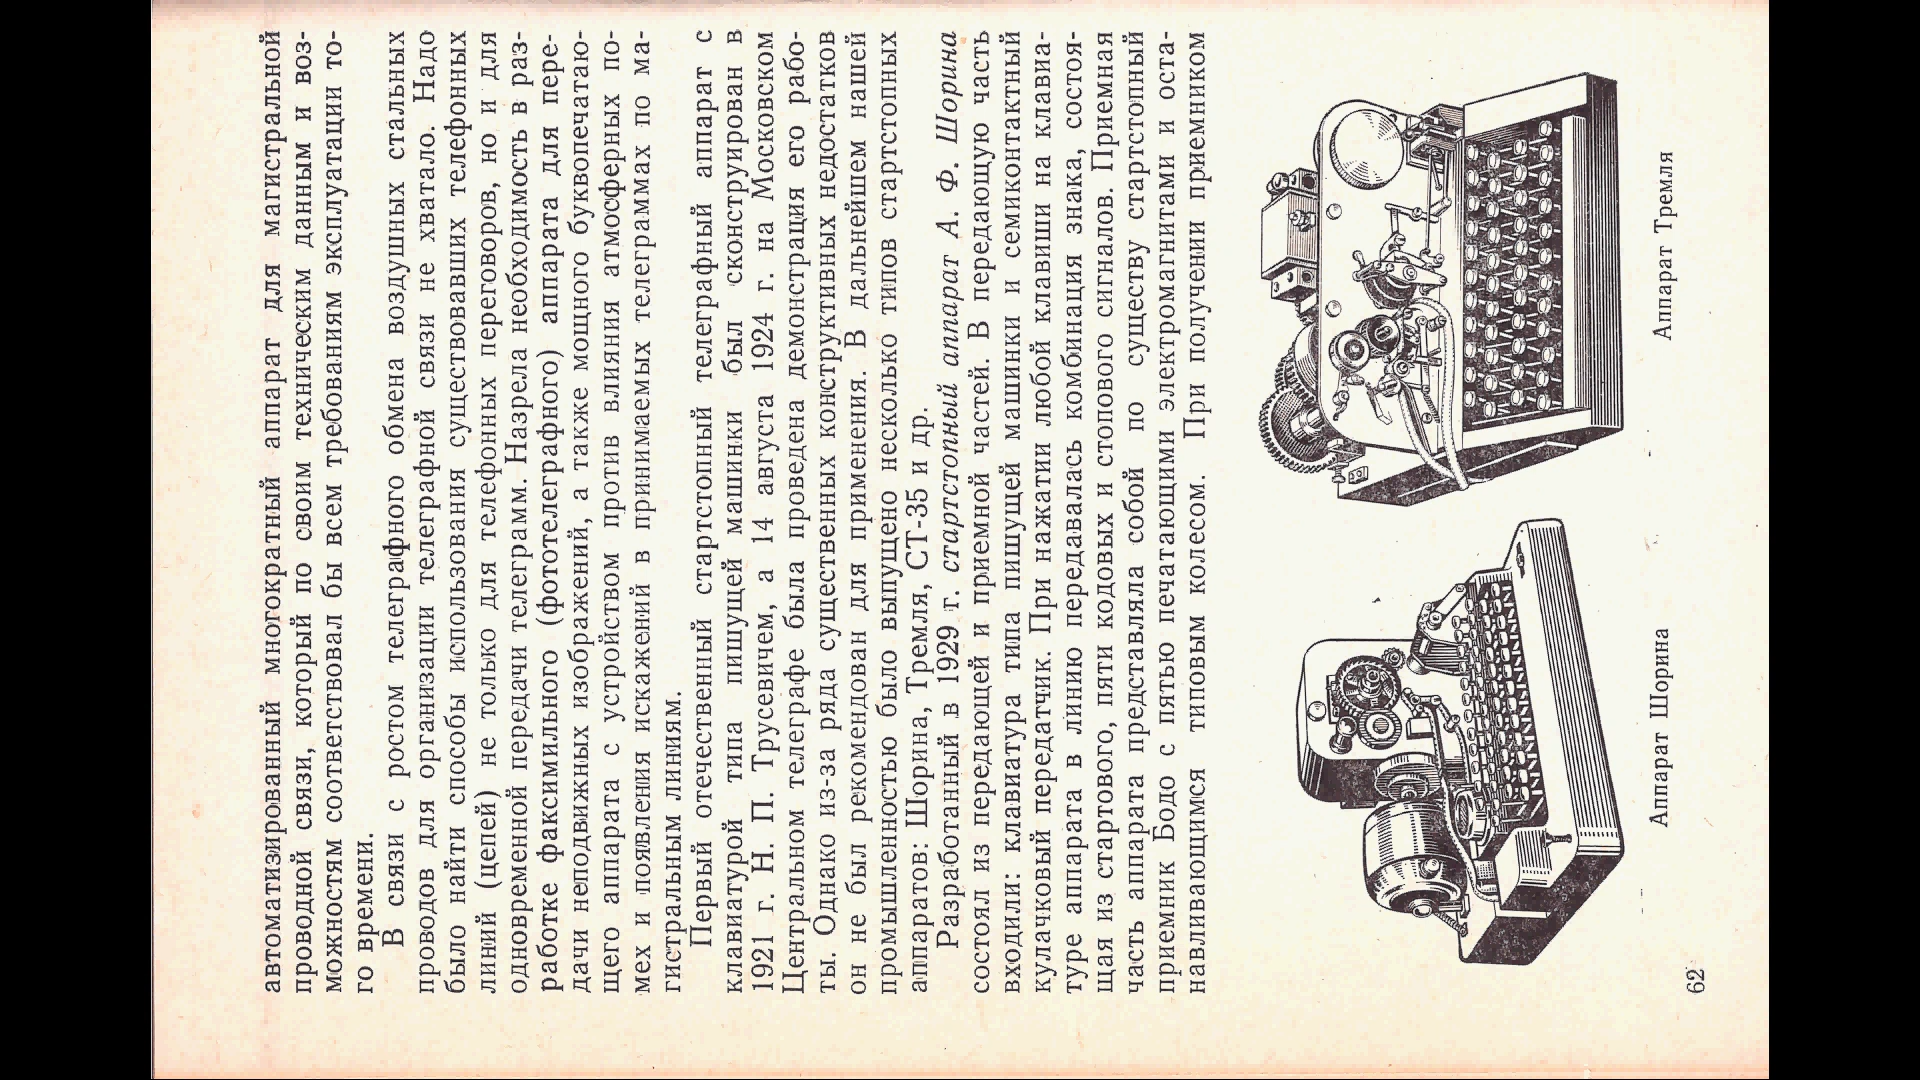 автоматизированный многократный аппарат для магистральной
проводной связи, который по своим техническим данным и воз-
можностям соответствовал бы всем требованиям эксплуатации то-
го времени.
В связи с ростом телеграфного обмена воздушных стальных
проводов для организации телеграфной связи не хватало. Надо
было найти способы использования существовавших телефонных
линий (цепей) не только для телефонных переговоров, но и для
одновременной передачи телеграмм. Назрела необходимость в раз-
работке факсимильного (фототелеграфного) аппарата для пере-
дачи неподвижных изображений, а также мощного буквопечатаю-
щего аппарата с устройством против влияния атмосферных по-
мех и появления искажений в принимаемых телеграммах по ма-
гистральным линиям.
Первый отечественный стартстопный телеграфный аппарат с
клавиатурой типа пишущей машинки был сконструирован в
1921 г. Н. П. Трусевичем, а 14 августа 1924 г. на Московском
Центральном телеграфе была проведена демонстрация его рабо-
ты. Однако из-за ряда существенных конструктивных недостатков
он не был рекомендован для применения. В дальнейшем нашей
промышленностью было выпущено несколько типов стартстопных
аппаратов: Шорина, Тремля, СТ-35 и др.
Разработанный в 1929 г. стартстопный аппарат А. Ф. Шорина
состоял из передающей и приемной частей. В передающую часть
входили: клавиатура типа пишущей машинки и семиконтактный
кулачковый передатчик. При нажатии любой клавиши на клавиа-
туре аппарата в линию передавалась комбинация знака, состоя-
щая из стартового, пяти кодовых и стопового сигналов. Приемная
часть аппарата представляла собой по существу стартстопный
приемник Бодо с пятью печатающими электромагнитами и оста-
навливающимся типовым колесом. При получении приемником
Аппарат Шорина
Аппарат Тремля
62